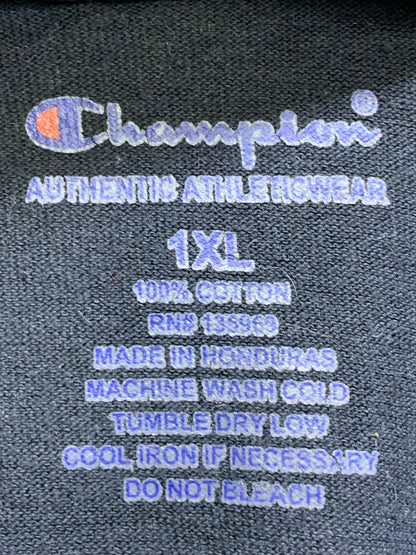 Champion®
AUTHENTIC ATHLETICWEAR
1XL
100% COTTON
RN# 135969
MADE IN HONDURAS
MACHINE WASH COLD
TUMBLE DRY LOW
COOL IRON IF NECESSARY
DO NOT BLEACH